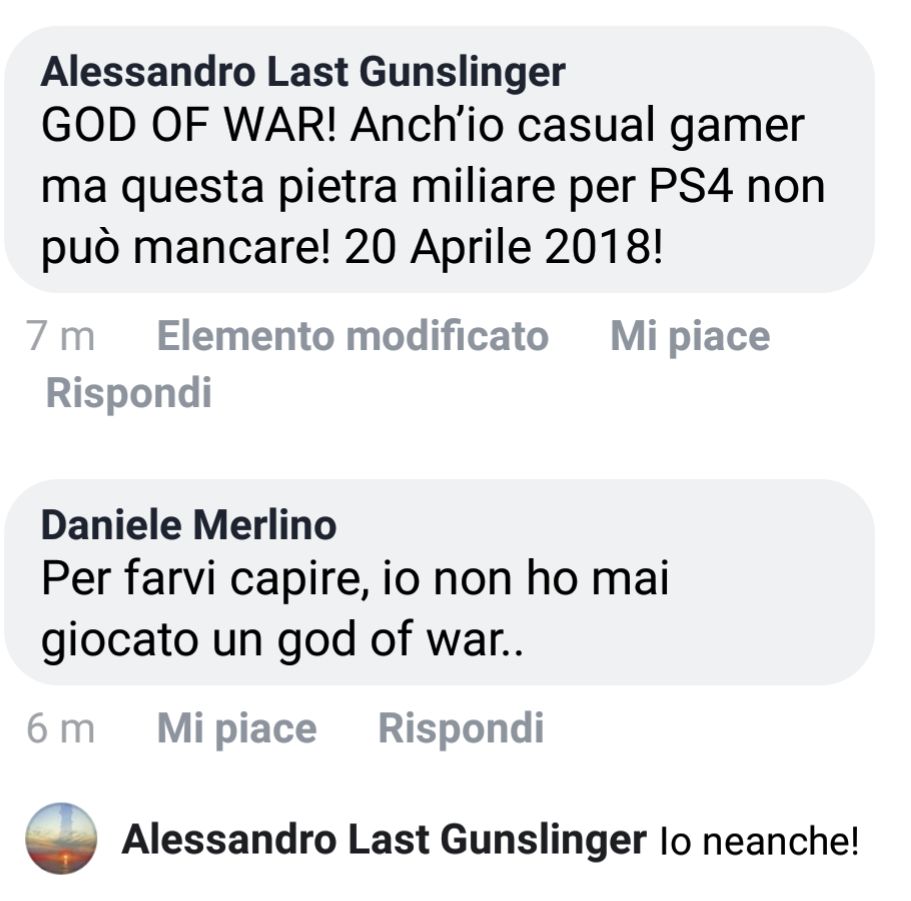 Alessandro Last Gunslinger
GOD OF WAR! Anch’io casual gamer
ma questa pietra miliare per PS4 non
può mancare! 20 Aprile 2018!
7 m Elemento modificato Mi piace
Rispondi
Daniele Merlino
Per farvi capire, io non ho mai
giocato un god of war..
6 m Mi piace Rispondi
Alessandro Last Gunslinger Io neanche!